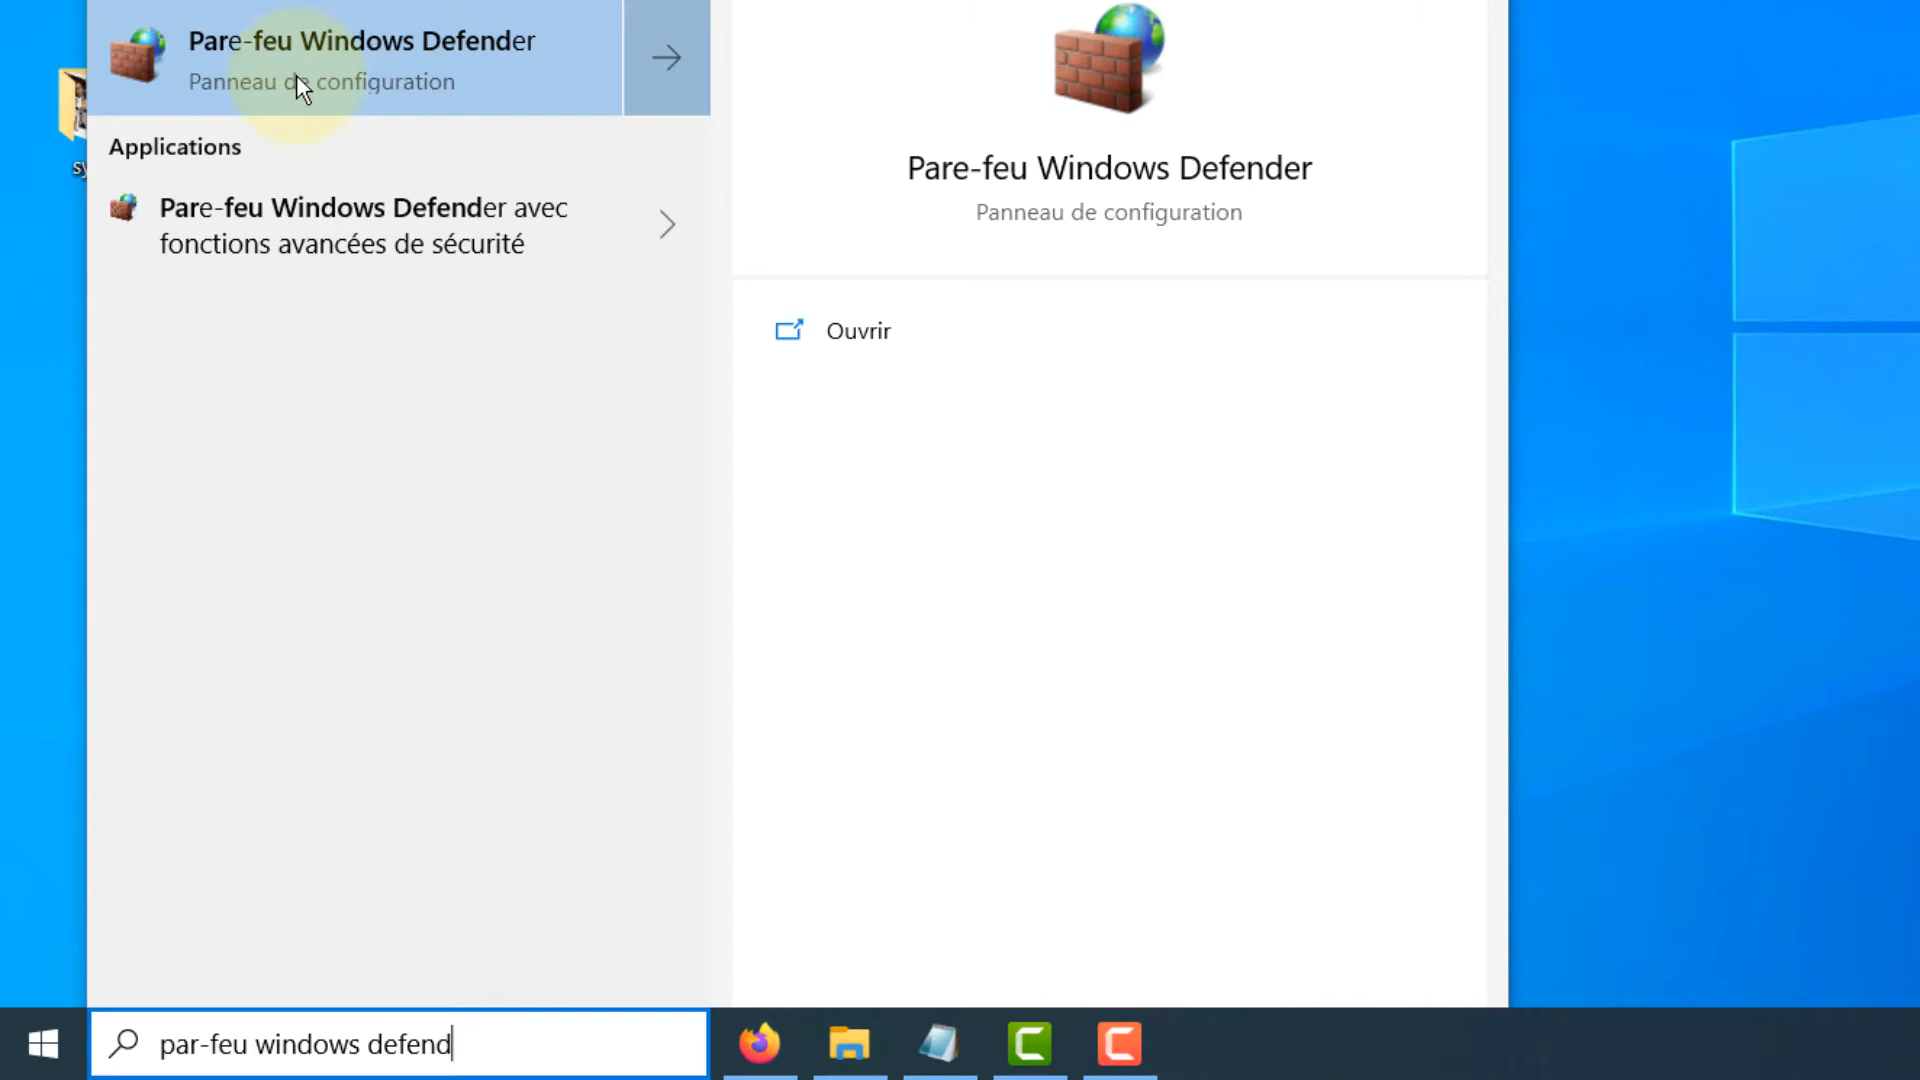 Pare-feu Windows Defender
Panneau de configuration
Applications
Pare-feu Windows Defender avec
fonctions avancées de sécurité
Pare-feu Windows Defender
Panneau de configuration
Ouvrir
sy
par-feu windows defend